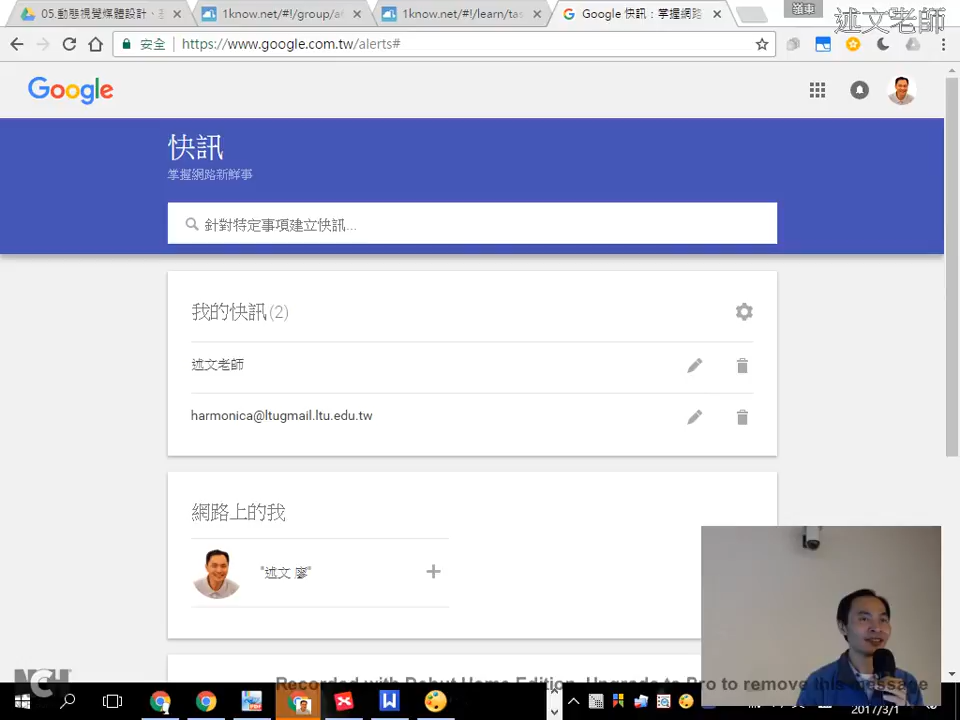 05.動態視覺媒體設計、
1know.net/#!/group/a
1know.net/#!/learn/tas
Google 快訊：掌握網路
述文老師
安全
https://www.google.com.tw/alerts#
Google
快訊
掌握網路新鮮事
針對特定事項建立快訊...
我的快訊 (2)
述文老師
harmonica@ltugmail.ltu.edu.tw
網路上的我
"述文 廖"
NCH
Recorded with Debut Home Edition. Upgrade to Pro to remove this message
2017/3/1